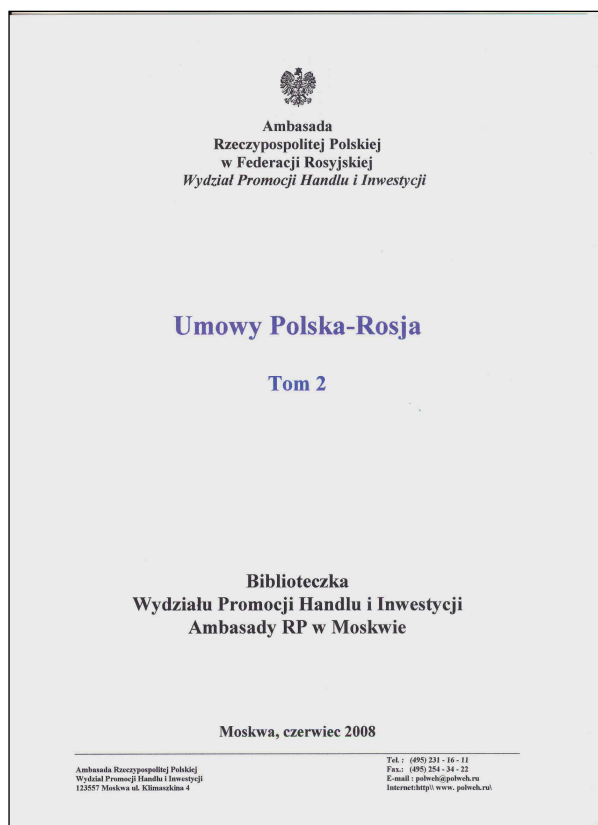 Ambasada
Rzeczypospolitej Polskiej
w Federacji Rosyjskiej
Wydział Promocji Handlu i Inwestycji
Umowy Polska-Rosja
Tom 2
Biblioteczka
Wydziału Promocji Handlu i Inwestycji
Ambasady RP w Moskwie
Moskwa, czerwiec 2008
Ambasada Rzeczypospolitej Polskiej
Wydział Promocji Handlu i Inwestycji
123557 Moskwa ul. Klimaszkina 4
Tel. : (495) 231 - 16 - 11
Fax.: (495) 254 - 34 - 22
E-mail : polweh@polweh.ru
Internet:http\\ www. polweh.ru\